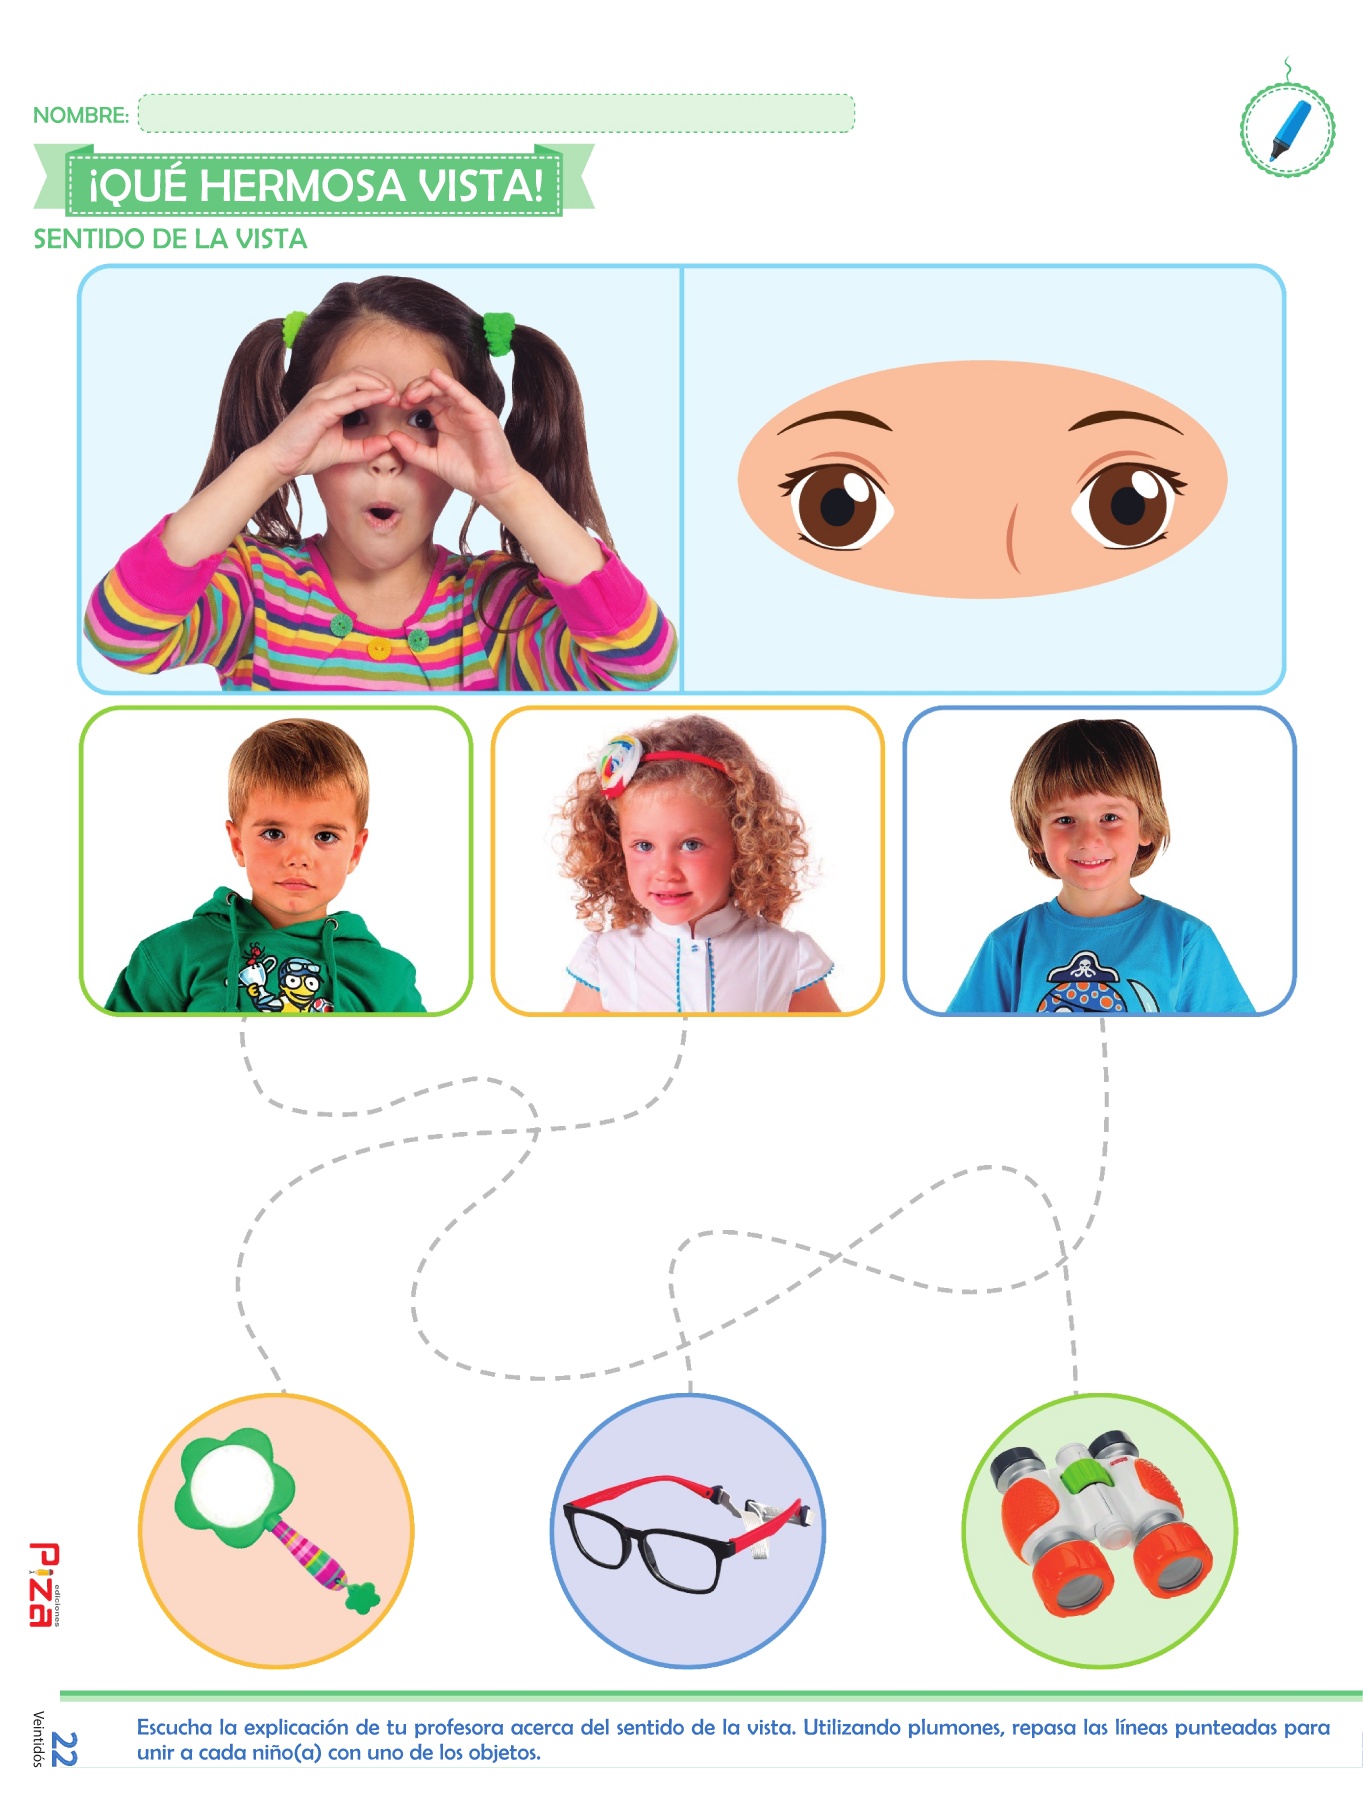 NOMBRE:
¡QUÉ HERMOSA VISTA!
SENTIDO DE LA VISTA
PIZA
ediciones
Veintidós
22
Escucha la explicación de tu profesora acerca del sentido de la vista. Utilizando plumones, repasa las líneas punteadas para
unir a cada niño(a) con uno de los objetos.